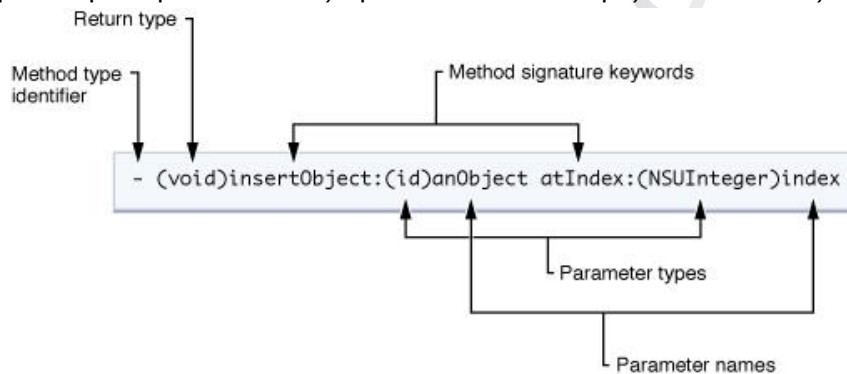 Return type
Method type
identifier
Method signature keywords
- (void)insertObject:(id)anObject atIndex:(NSUInteger)index
Parameter types
Parameter names